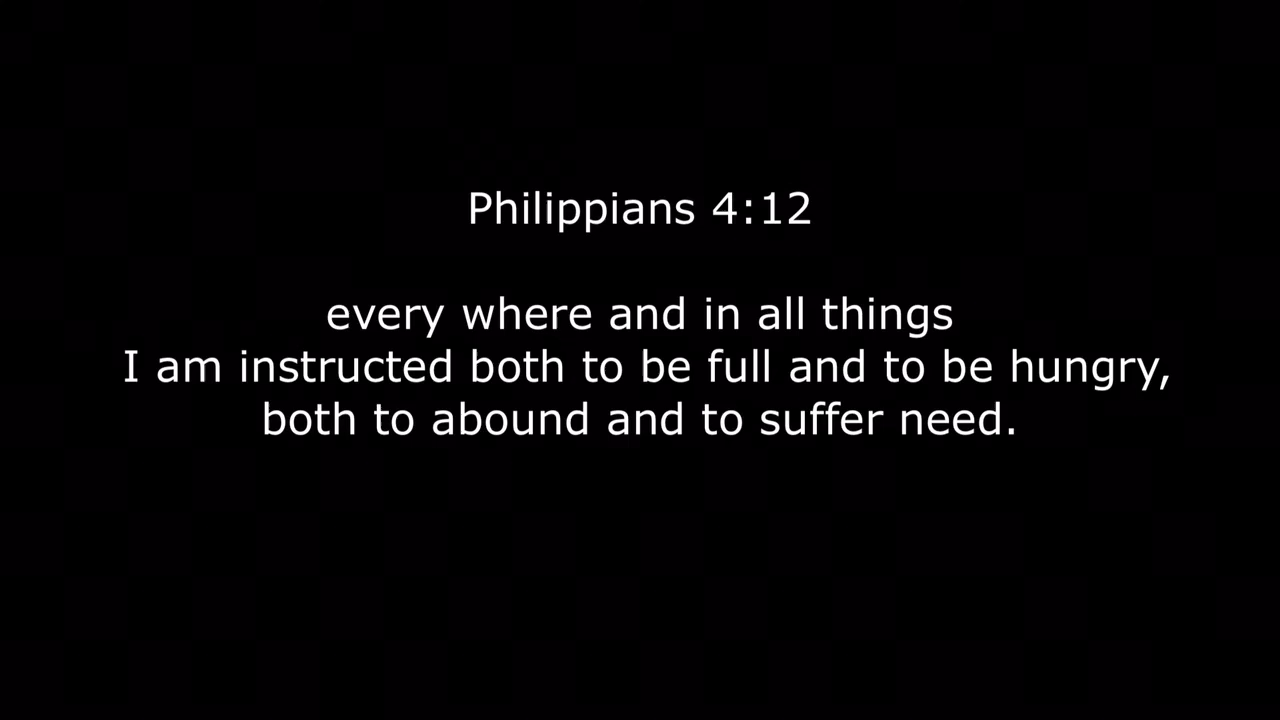 Philippians 4:12
every where and in all things
I am instructed both to be full and to be hungry,
both to abound and to suffer need.